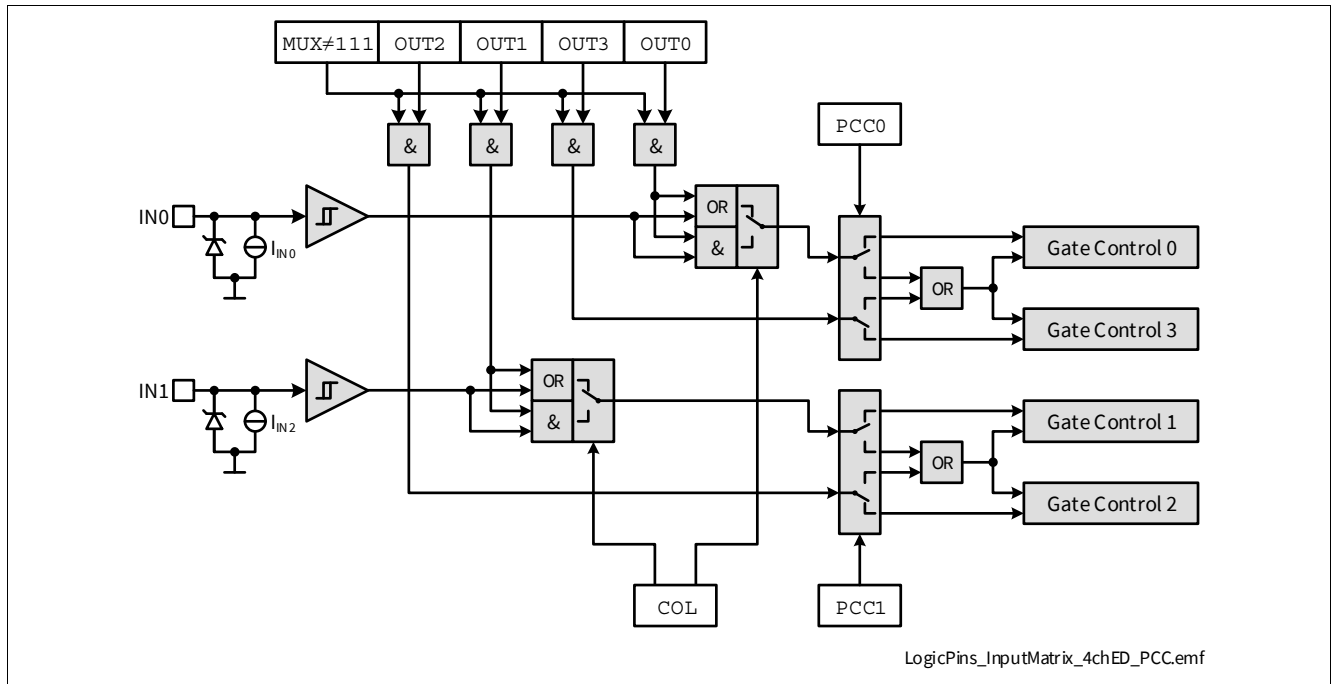 MUX≠111 OUT2 OUT1 OUT3 OUT0
PCC0
& & & &
IN0
I_IN0
OR
&
OR
Gate Control 0
Gate Control 3
IN1
I_IN2
OR
&
OR
Gate Control 1
Gate Control 2
COL
PCC1
LogicPins_InputMatrix_4chED_PCC.emf